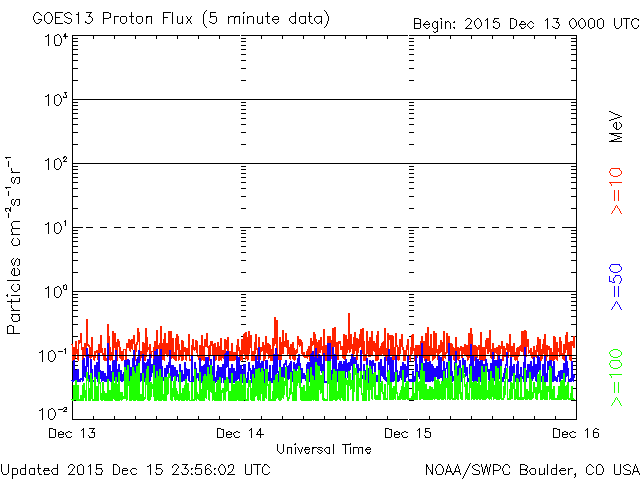 GOES13 Proton Flux (5 minute data)
Begin: 2015 Dec 13 0000 UTC
10⁴
10³
10²
10¹
10⁰
10⁻¹
10⁻²
Particles cm⁻²s⁻¹sr⁻¹
MeV
>=10
>=50
>=100
Dec 13
Dec 14
Dec 15
Dec 16
Universal Time
Updated 2015 Dec 15 23:56:02 UTC
NOAA/SWPC Boulder, CO USA